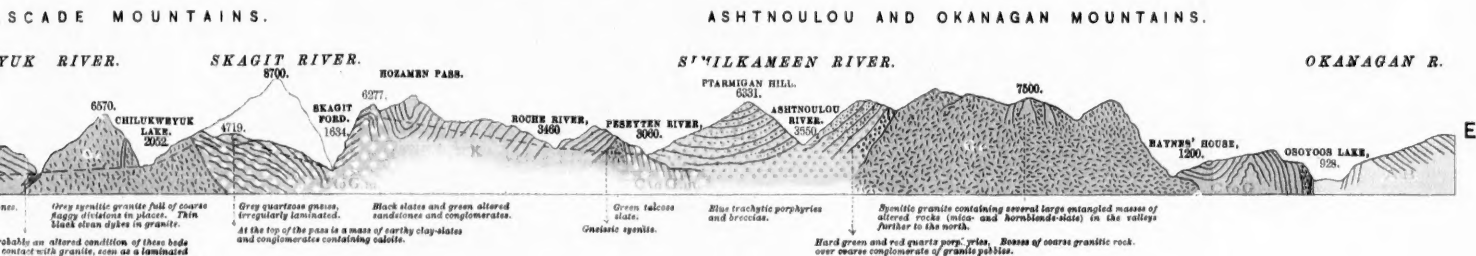 SCADE MOUNTAINS.
ASHTNOULOU AND OKANAGAN MOUNTAINS.
YUK RIVER.
SKAGIT RIVER.
SIMILKAMEEN RIVER.
OKANAGAN R.
8700.
HOZAMEN PASS.
PTARMIGAN HILL.
6331.
7500.
6570.
6277.
CHILUKWEYUK
LAKE.
2052.
4719.
SKAGIT
FORD.
1634.
ROCHE RIVER,
3460
PESEYTEN RIVER,
3060.
ASHTNOULOU
RIVER.
3550.
HAYNES' HOUSE,
1200.
OSOYOOS LAKE,
928.
E
K
nes.
Grey syenitic granite full of coarse
flaggy divisions in places. Thin
black elvan dykes in granite.
Grey quartzose gneiss,
irregularly laminated.
Black slates and green altered
sandstones and conglomerates.
Green talcose
slate.
Blue trachytic porphyries
and breccias.
Syenitic granite containing several large entangled masses of
altered rocks (mica- and hornblende-slate) in the valleys
further to the north.
robably an altered condition of these beds
contact with granite, seen as a laminated
At the top of the pass is a mass of earthy clay-slates
and conglomerates containing calcite.
Gneissic syenite.
Hard green and red quartz porphyries. Bosses of coarse granitic rock.
over coarse conglomerate of granite pebbles.